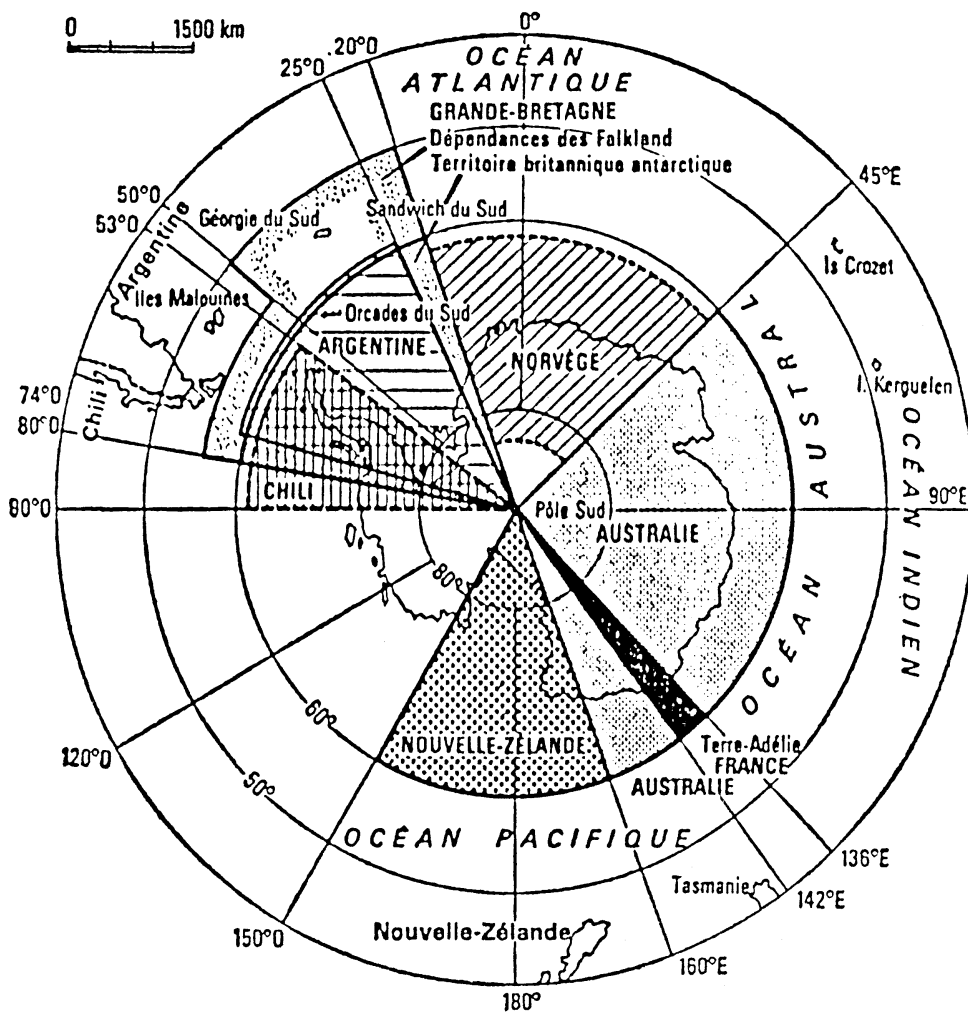 0 1500 km
0°
20°O
25°O
OCÉAN
ATLANTIQUE
GRANDE-BRETAGNE
Dépendances des Falkland
Territoire britannique antarctique
45°E
50°O
53°O
Argentine
Géorgie du Sud
Sandwich du Sud
Is Crozet
Iles Malouines
Orcades du Sud
ARGENTINE
NORVÈGE
I. Kerguelen
74°O
80°O
Chili
CHILI
90°O
Pôle Sud
AUSTRALIE
90°E
OCÉAN INDIEN
OCÉAN AUSTRAL
80°
60°
50°
120°O
NOUVELLE-ZÉLANDE
Terre-Adélie
FRANCE
AUSTRALIE
OCÉAN PACIFIQUE
136°E
142°E
Tasmanie
150°O
Nouvelle-Zélande
160°E
180°